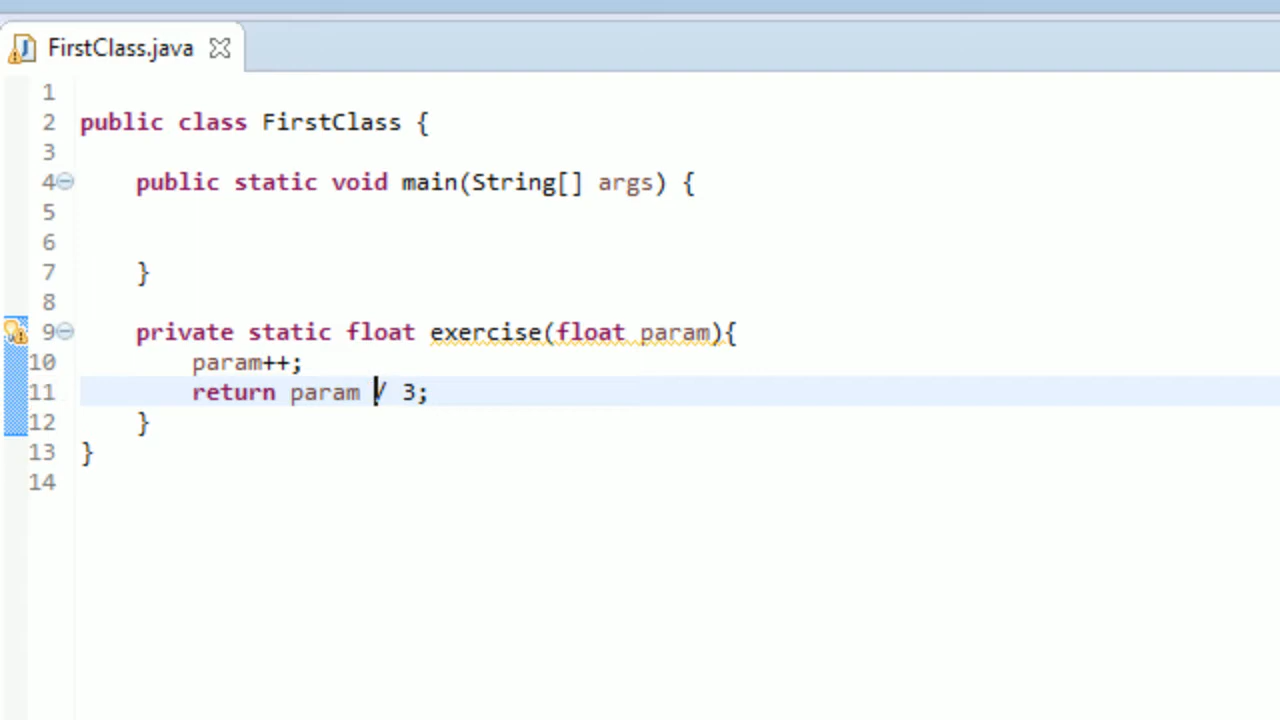 FirstClass.java
1
2 public class FirstClass {
3
4 public static void main(String[] args) {
5
6
7 }
8
9 private static float exercise(float param){
10 param++;
11 return param / 3;
12 }
13 }
14